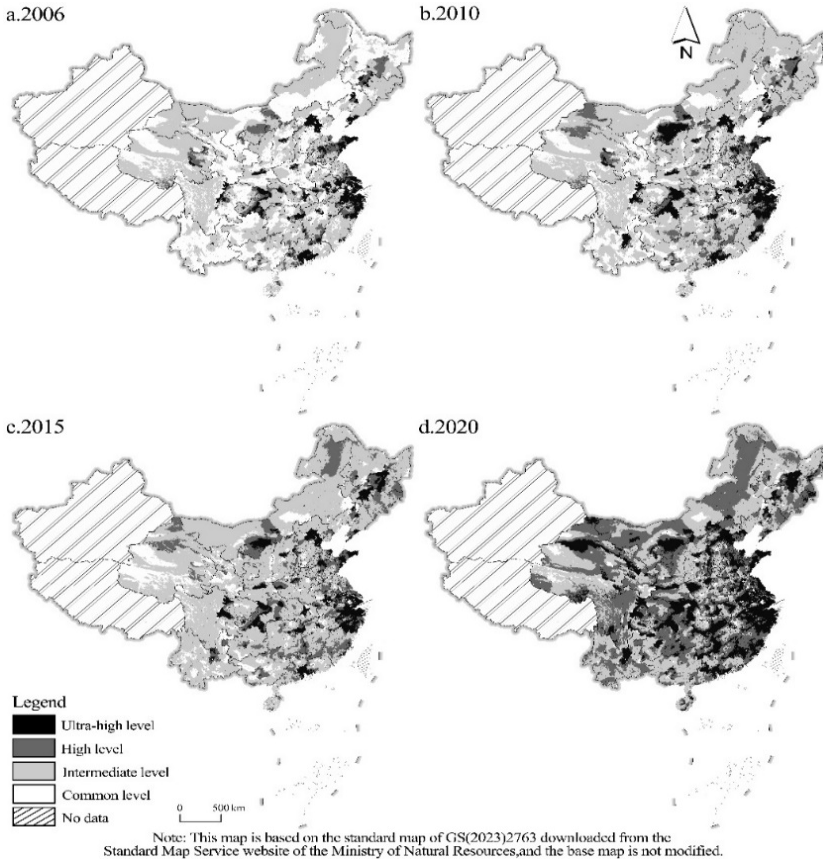 a.2006
b.2010
N
c.2015
d.2020
Legend
Ultra-high level
High level
Intermediate level
Common level
No data
0 500 km
Note: This map is based on the standard map of GS(2023)2763 downloaded from the
Standard Map Service website of the Ministry of Natural Resources,and the base map is not modified.